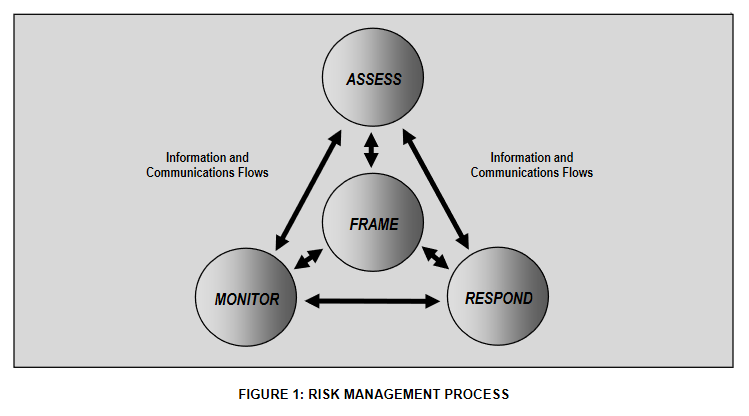 ASSESS
Information and
Communications Flows
Information and
Communications Flows
FRAME
MONITOR
RESPOND
FIGURE 1: RISK MANAGEMENT PROCESS